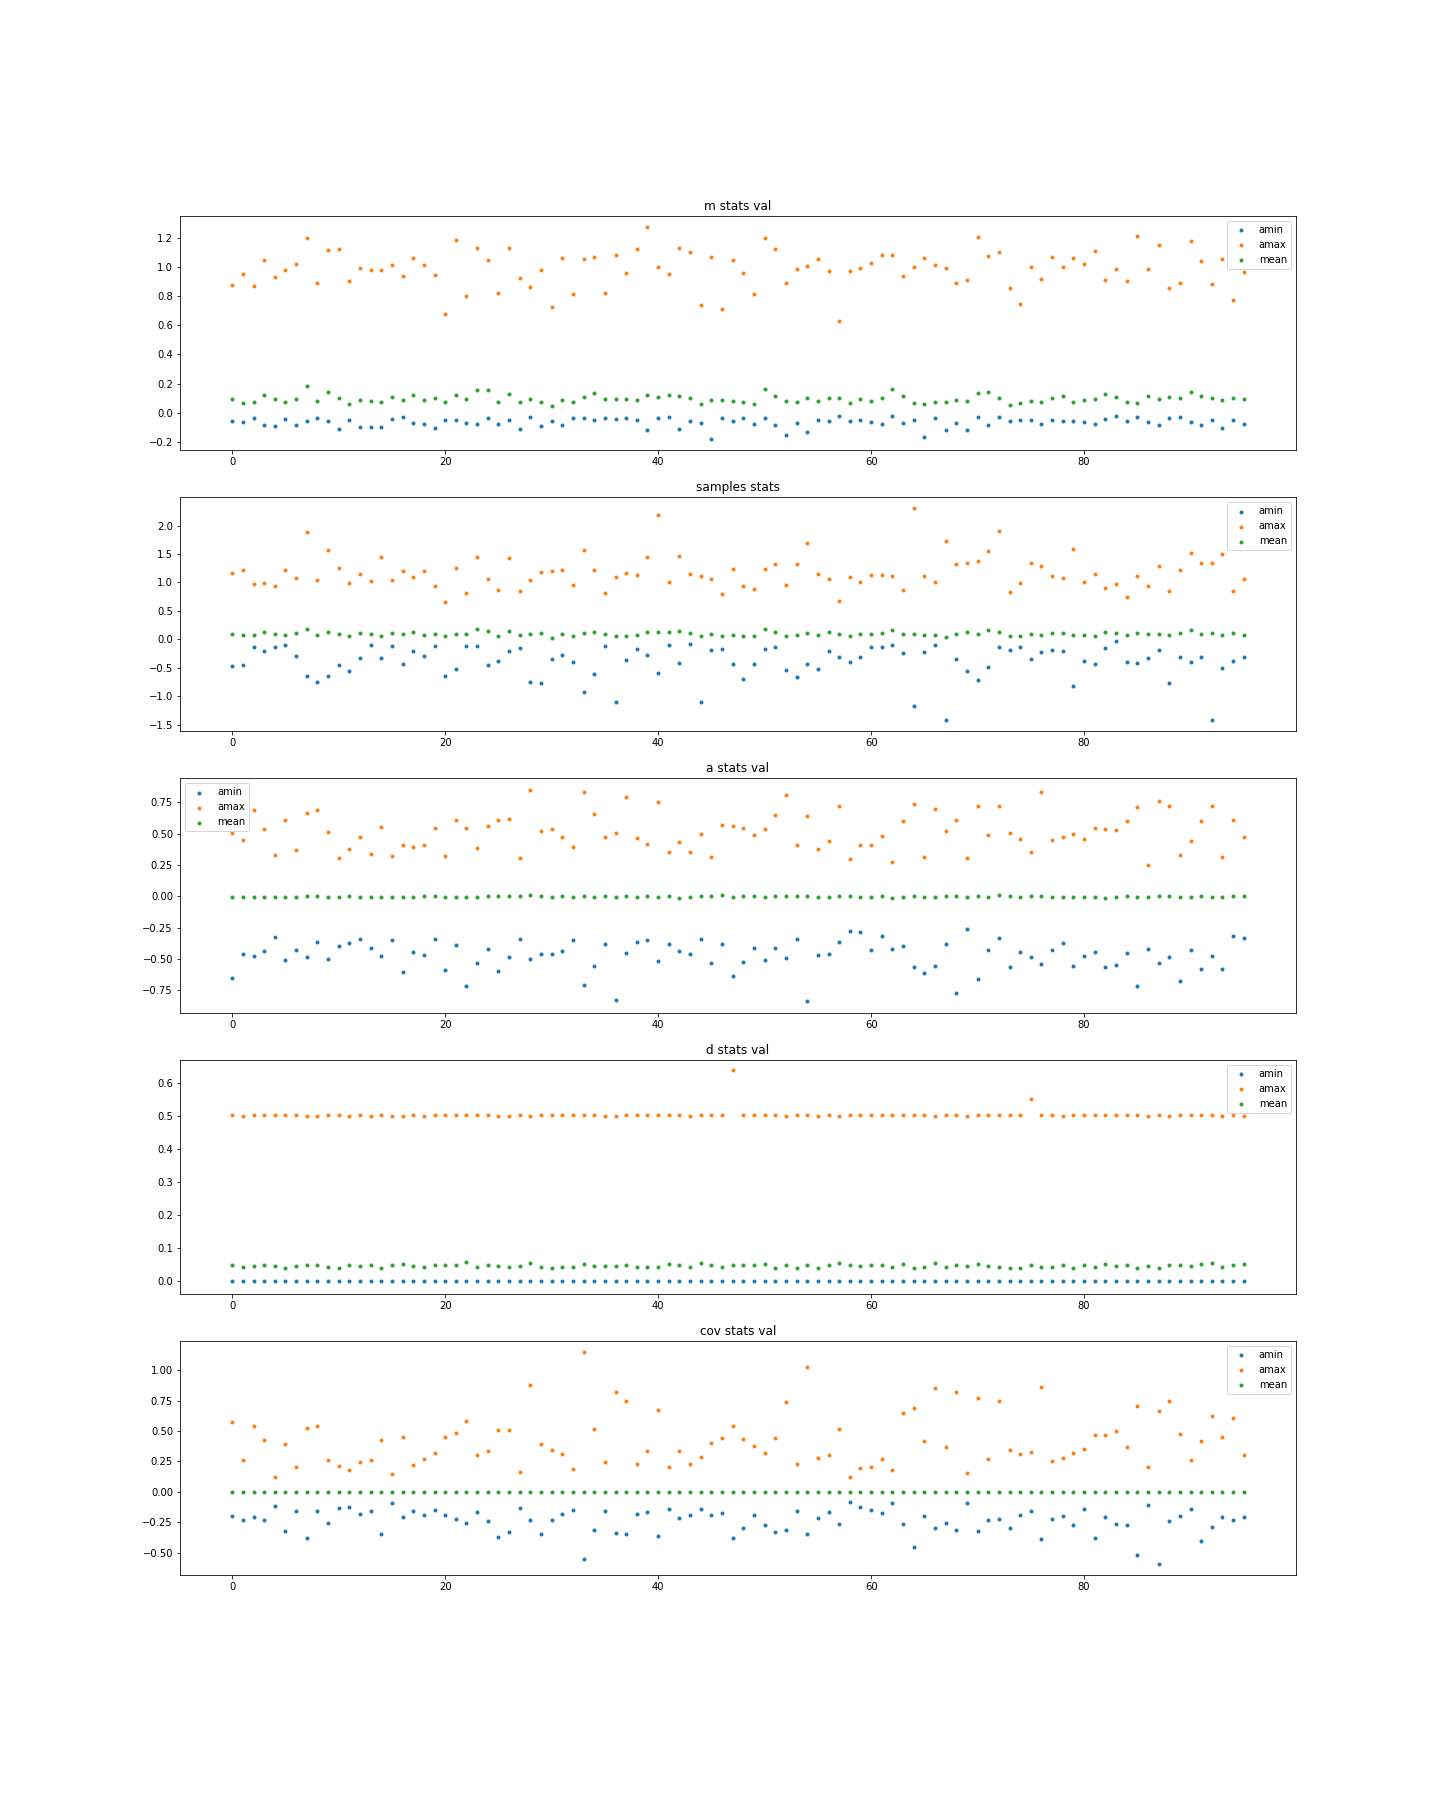 m stats val
1.2
1.0
0.8
0.6
0.4
0.2
0.0
−0.2
amin
amax
mean
0 20 40 60 80
samples stats
2.0
1.5
1.0
0.5
0.0
−0.5
−1.0
−1.5
amin
amax
mean
0 20 40 60 80
a stats val
0.75
0.50
0.25
0.00
−0.25
−0.50
−0.75
amin
amax
mean
0 20 40 60 80
d stats val
0.6
0.5
0.4
0.3
0.2
0.1
0.0
amin
amax
mean
0 20 40 60 80
cov stats val
1.00
0.75
0.50
0.25
0.00
−0.25
−0.50
amin
amax
mean
0 20 40 60 80